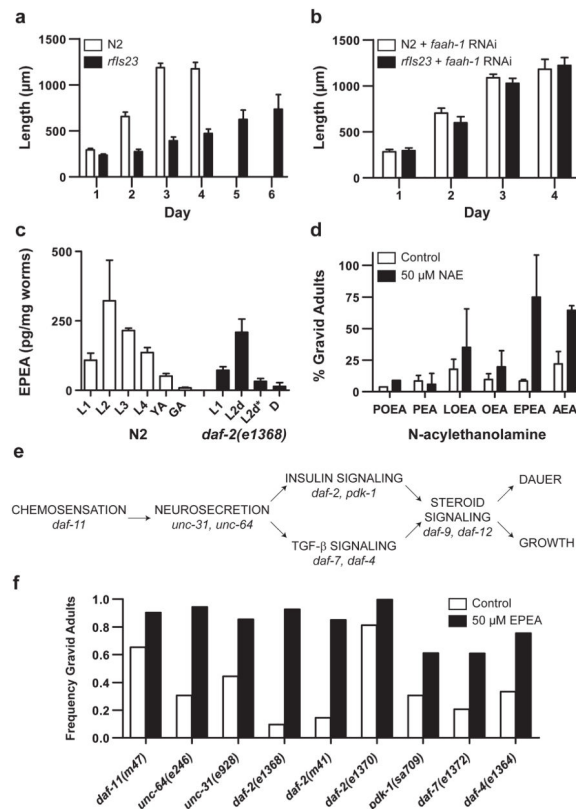 a
N2
rfIs23
Length (µm)
1500
1000
500
0
1 2 3 4 5 6
Day
b
N2 + faah-1 RNAi
rfIs23 + faah-1 RNAi
Length (µm)
1500
1000
500
0
1 2 3 4
Day
c
EPEA (pg/mg worms)
500
250
0
L1 L2 L3 L4 YA GA L1 L2d L2d* D
N2 daf-2(e1368)
d
Control
50 µM NAE
% Gravid Adults
100
75
50
25
0
POEA PEA LOEA OEA EPEA AEA
N-acylethanolamine
e
CHEMOSENSATION
daf-11
NEUROSECRETION
unc-31, unc-64
INSULIN SIGNALING
daf-2, pdk-1
TGF-β SIGNALING
daf-7, daf-4
STEROID
SIGNALING
daf-9, daf-12
DAUER
GROWTH
f
Control
50 µM EPEA
Frequency Gravid Adults
1.0
0.8
0.6
0.4
0.2
0.0
daf-11(m47) unc-64(e246) unc-31(e928) daf-2(e1368) daf-2(m41) daf-2(e1370) pdk-1(sa709) daf-7(e1372) daf-4(e1364)